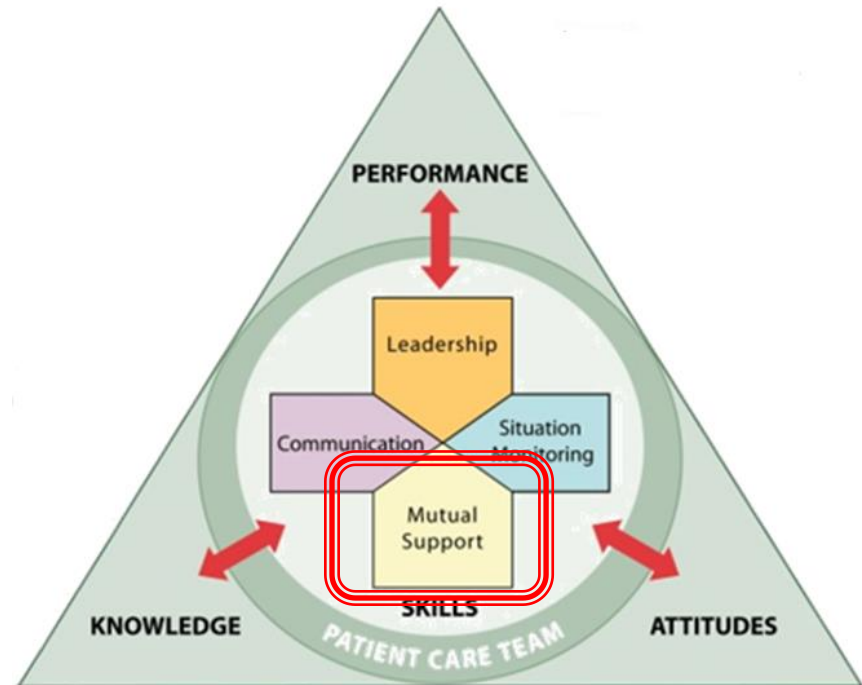 PERFORMANCE
Leadership
Communication
Situation
Monitoring
Mutual
Support
SKILLS
KNOWLEDGE
ATTITUDES
PATIENT CARE TEAM